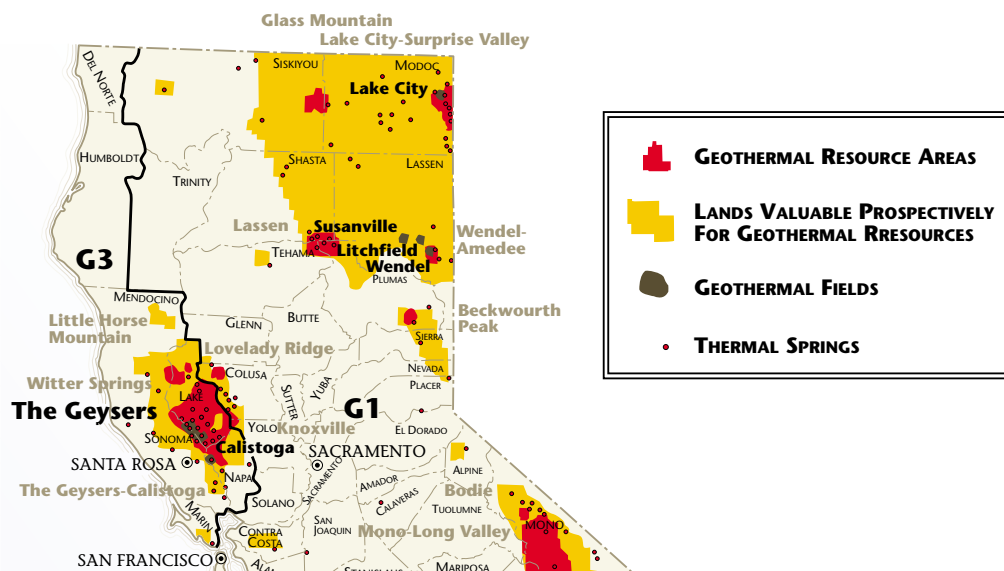 Glass Mountain
Lake City-Surprise Valley
DEL NORTE
SISKIYOU
MODOC
Lake City
HUMBOLDT
TRINITY
SHASTA
LASSEN
Lassen
Susanville
Litchfield
Wendel
Wendel-
Amedee
TEHAMA
PLUMAS
G3
MENDOCINO
Little Horse
Mountain
GLENN
BUTTE
Beckwourth
Peak
SIERRA
Lovelady Ridge
NEVADA
Witter Springs
COLUSA
PLACER
LAKE
SUTTER
YUBA
The Geysers
G1
SONOMA
YOLO
Knoxville
EL DORADO
Calistoga
SACRAMENTO
SANTA ROSA
SACRAMENTO
ALPINE
NAPA
AMADOR
The Geysers-Calistoga
SOLANO
CALAVERAS
Bodie
TUOLUMNE
MARIN
SAN
JOAQUIN
Mono-Long Valley
MONO
CONTRA
COSTA
SAN FRANCISCO
MARIPOSA
GEOTHERMAL RESOURCE AREAS
LANDS VALUABLE PROSPECTIVELY
FOR GEOTHERMAL RRESOURCES
GEOTHERMAL FIELDS
THERMAL SPRINGS